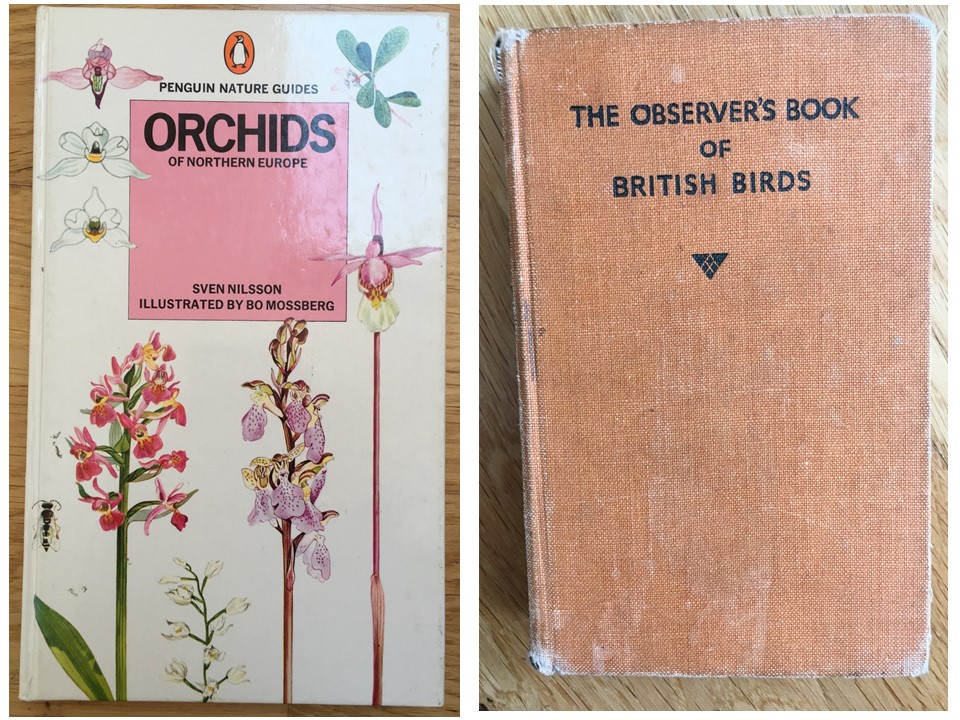 PENGUIN NATURE GUIDES
ORCHIDS
OF NORTHERN EUROPE
SVEN NILSSON
ILLUSTRATED BY BO MOSSBERG
THE OBSERVER'S BOOK
OF
BRITISH BIRDS